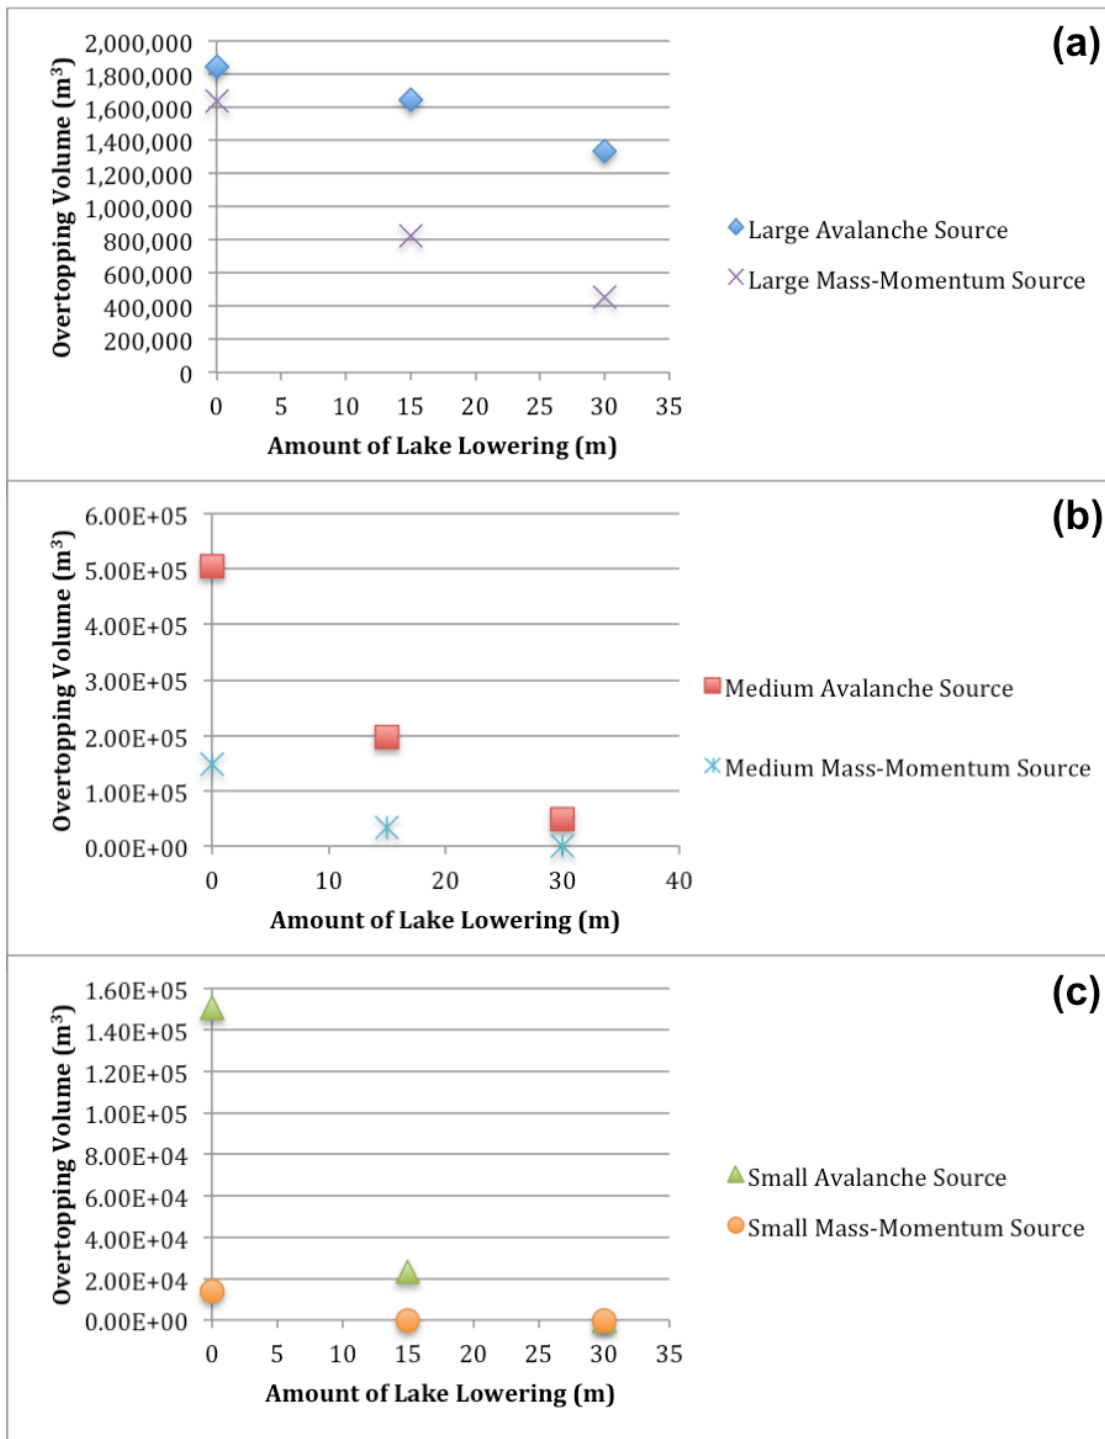 (a)
Overtopping Volume (m³)
2,000,000
1,800,000
1,600,000
1,400,000
1,200,000
1,000,000
800,000
600,000
400,000
200,000
0
0 5 10 15 20 25 30 35
Amount of Lake Lowering (m)
Large Avalanche Source
Large Mass-Momentum Source
(b)
Overtopping Volume (m³)
6.00E+05
5.00E+05
4.00E+05
3.00E+05
2.00E+05
1.00E+05
0.00E+00
0 10 20 30 40
Amount of Lake Lowering (m)
Medium Avalanche Source
Medium Mass-Momentum Source
(c)
Overtopping Volume (m³)
1.60E+05
1.40E+05
1.20E+05
1.00E+05
8.00E+04
6.00E+04
4.00E+04
2.00E+04
0.00E+00
0 5 10 15 20 25 30 35
Amount of Lake Lowering (m)
Small Avalanche Source
Small Mass-Momentum Source